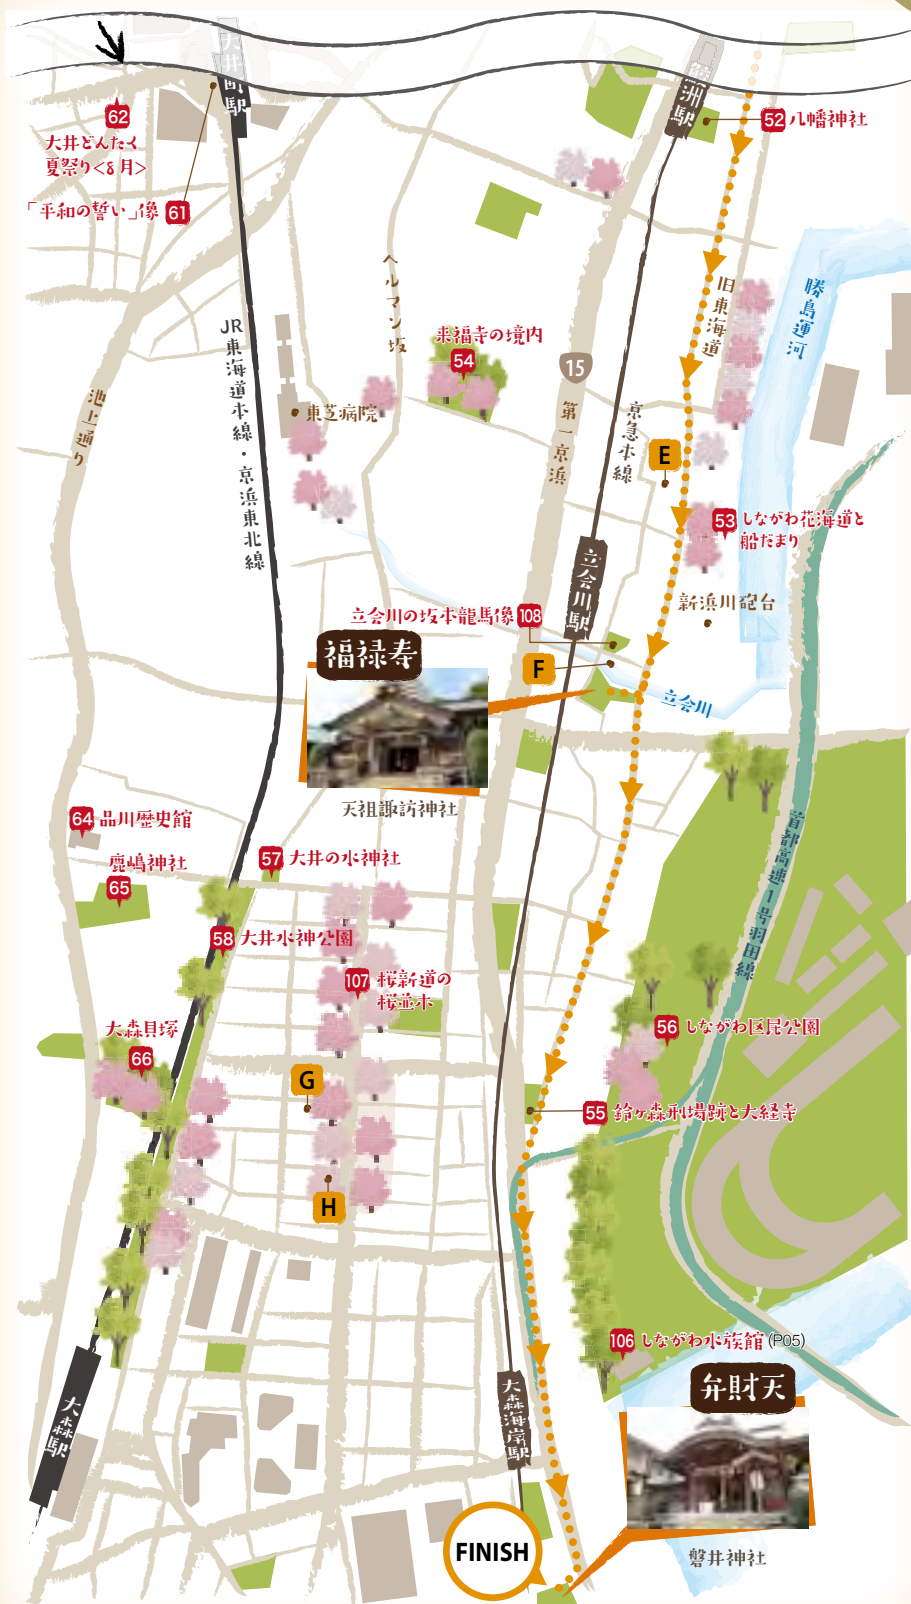 大井町駅
鮫洲駅
62
大井どんたく
夏祭り<8月>
52 八幡神社
「平和の誓い」像 61
ヘルマン坂
旧東海道
勝島運河
JR東海道本線・京浜東北線
来福寺の境内
54
15
第一京浜
京急本線
池上通り
東芝病院
E
53 しながわ花海道と
船だまり
立会川駅
新浜川砲台
立会川の坂本龍馬像 108
福禄寿
F
立会川
天祖諏訪神社
64 品川歴史館
首都高速1号羽田線
57 大井の水神社
鹿嶋神社
65
58 大井水神公園
107 桜新道の
桜並木
大森貝塚
66
56 しながわ区民公園
G
55 鈴ヶ森刑場跡と大経寺
H
106 しながわ水族館 (P05)
弁財天
大森駅
大森海岸駅
FINISH
磐井神社